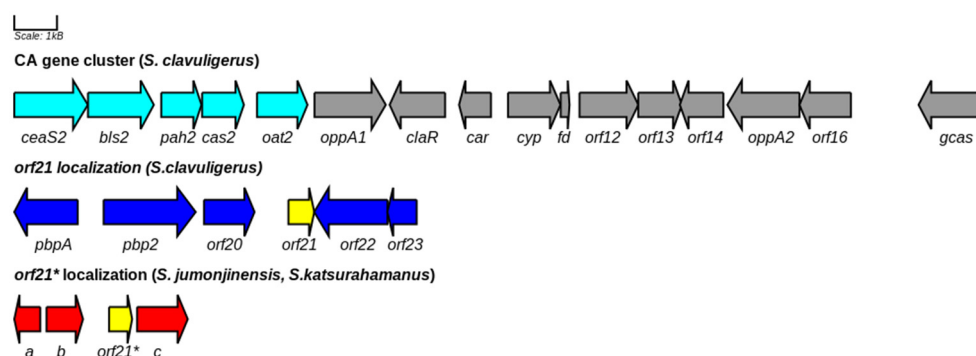 Scale: 1kB
CA gene cluster (S. clavuligerus)
ceaS2 bls2 pah2 cas2 oat2 oppA1 claR car cyp fd orf12 orf13 orf14 oppA2 orf16 gcas
orf21 localization (S.clavuligerus)
pbpA pbp2 orf20 orf21 orf22 orf23
orf21* localization (S. jumonjinensis, S.katsurahamanus)
a b orf21* c